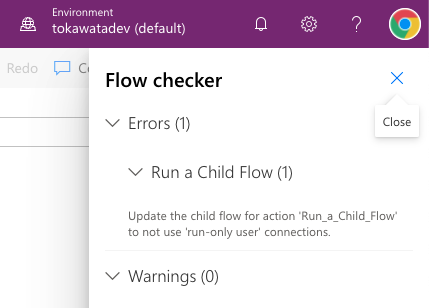 Environment
tokawatadev (default)
?
Redo
Flow checker
Close
Errors (1)
Run a Child Flow (1)
Update the child flow for action 'Run_a_Child_Flow'
to not use 'run-only user' connections.
Warnings (0)